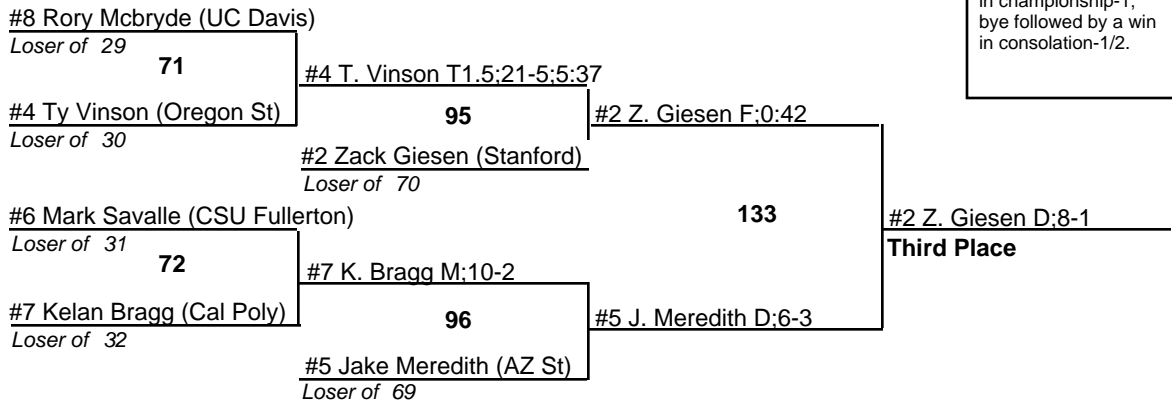 in championship-1,
bye followed by a win
in consolation-1/2.
#8 Rory Mcbryde (UC Davis)
Loser of 29
71
#4 T. Vinson T1.5;21-5;5:37
#4 Ty Vinson (Oregon St)
Loser of 30
95
#2 Z. Giesen F;0:42
#2 Zack Giesen (Stanford)
Loser of 70
#6 Mark Savalle (CSU Fullerton)
Loser of 31
133
#2 Z. Giesen D;8-1
Third Place
72
#7 K. Bragg M;10-2
#7 Kelan Bragg (Cal Poly)
Loser of 32
96
#5 J. Meredith D;6-3
#5 Jake Meredith (AZ St)
Loser of 69